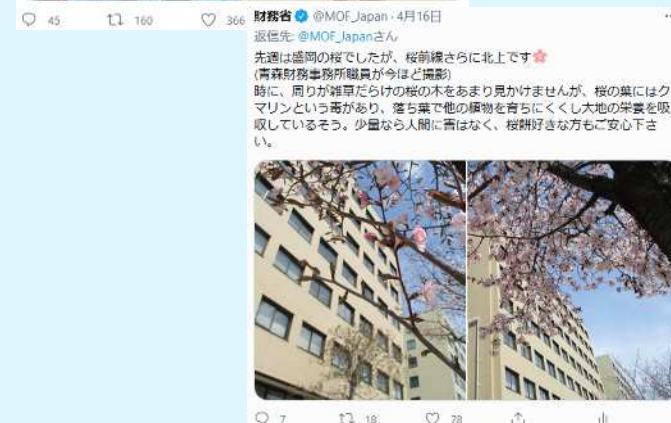 45 160 366
財務省 @MOF_Japan · 4月16日
返信先: @MOF_Japanさん
先週は盛岡の桜でしたが、桜前線さらに北上です🌸
(青森財務事務所職員が今ほど撮影)
時に、周りが雑草だらけの桜の木をあまり見かけませんが、桜の葉にはク
マリンという毒があり、落ち葉で他の植物を育ちにくくし大地の栄養を吸
収しているそう。少量なら人間に害はなく、桜餅好きな方もご安心下さ
い。
7 18 78